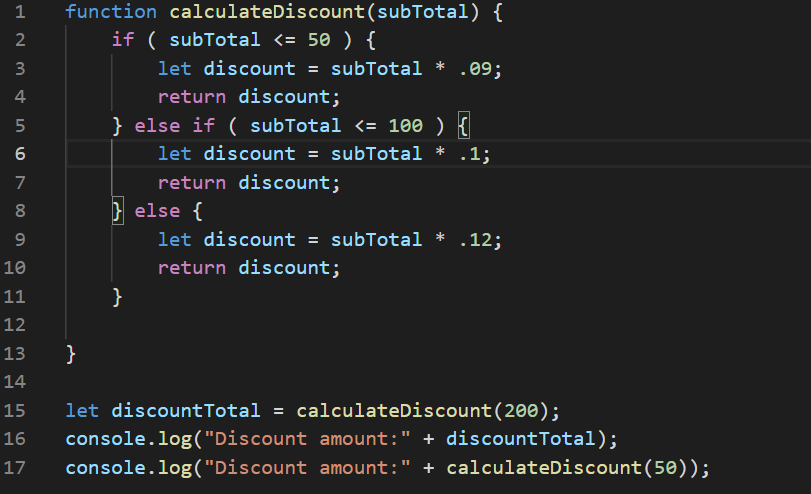 1 function calculateDiscount(subTotal) {
2 if ( subTotal <= 50 ) {
3 let discount = subTotal * .09;
4 return discount;
5 } else if ( subTotal <= 100 ) {
6 let discount = subTotal * .1;
7 return discount;
8 } else {
9 let discount = subTotal * .12;
10 return discount;
11 }
12
13 }
14
15 let discountTotal = calculateDiscount(200);
16 console.log("Discount amount:" + discountTotal);
17 console.log("Discount amount:" + calculateDiscount(50));